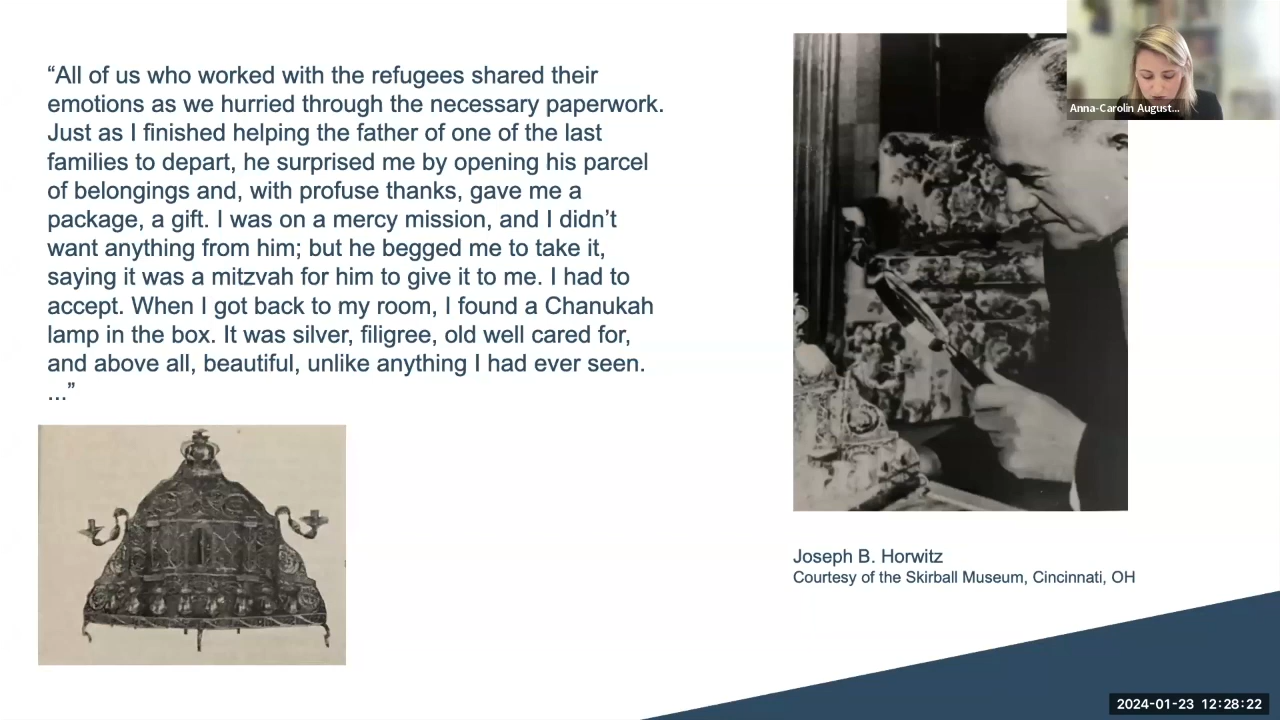 “All of us who worked with the refugees shared their
emotions as we hurried through the necessary paperwork.
Just as I finished helping the father of one of the last
families to depart, he surprised me by opening his parcel
of belongings and, with profuse thanks, gave me a
package, a gift. I was on a mercy mission, and I didn’t
want anything from him; but he begged me to take it,
saying it was a mitzvah for him to give it to me. I had to
accept. When I got back to my room, I found a Chanukah
lamp in the box. It was silver, filigree, old well cared for,
and above all, beautiful, unlike anything I had ever seen.
...”
Anna-Carolin August...
Joseph B. Horwitz
Courtesy of the Skirball Museum, Cincinnati, OH
2024-01-23 12:28:22